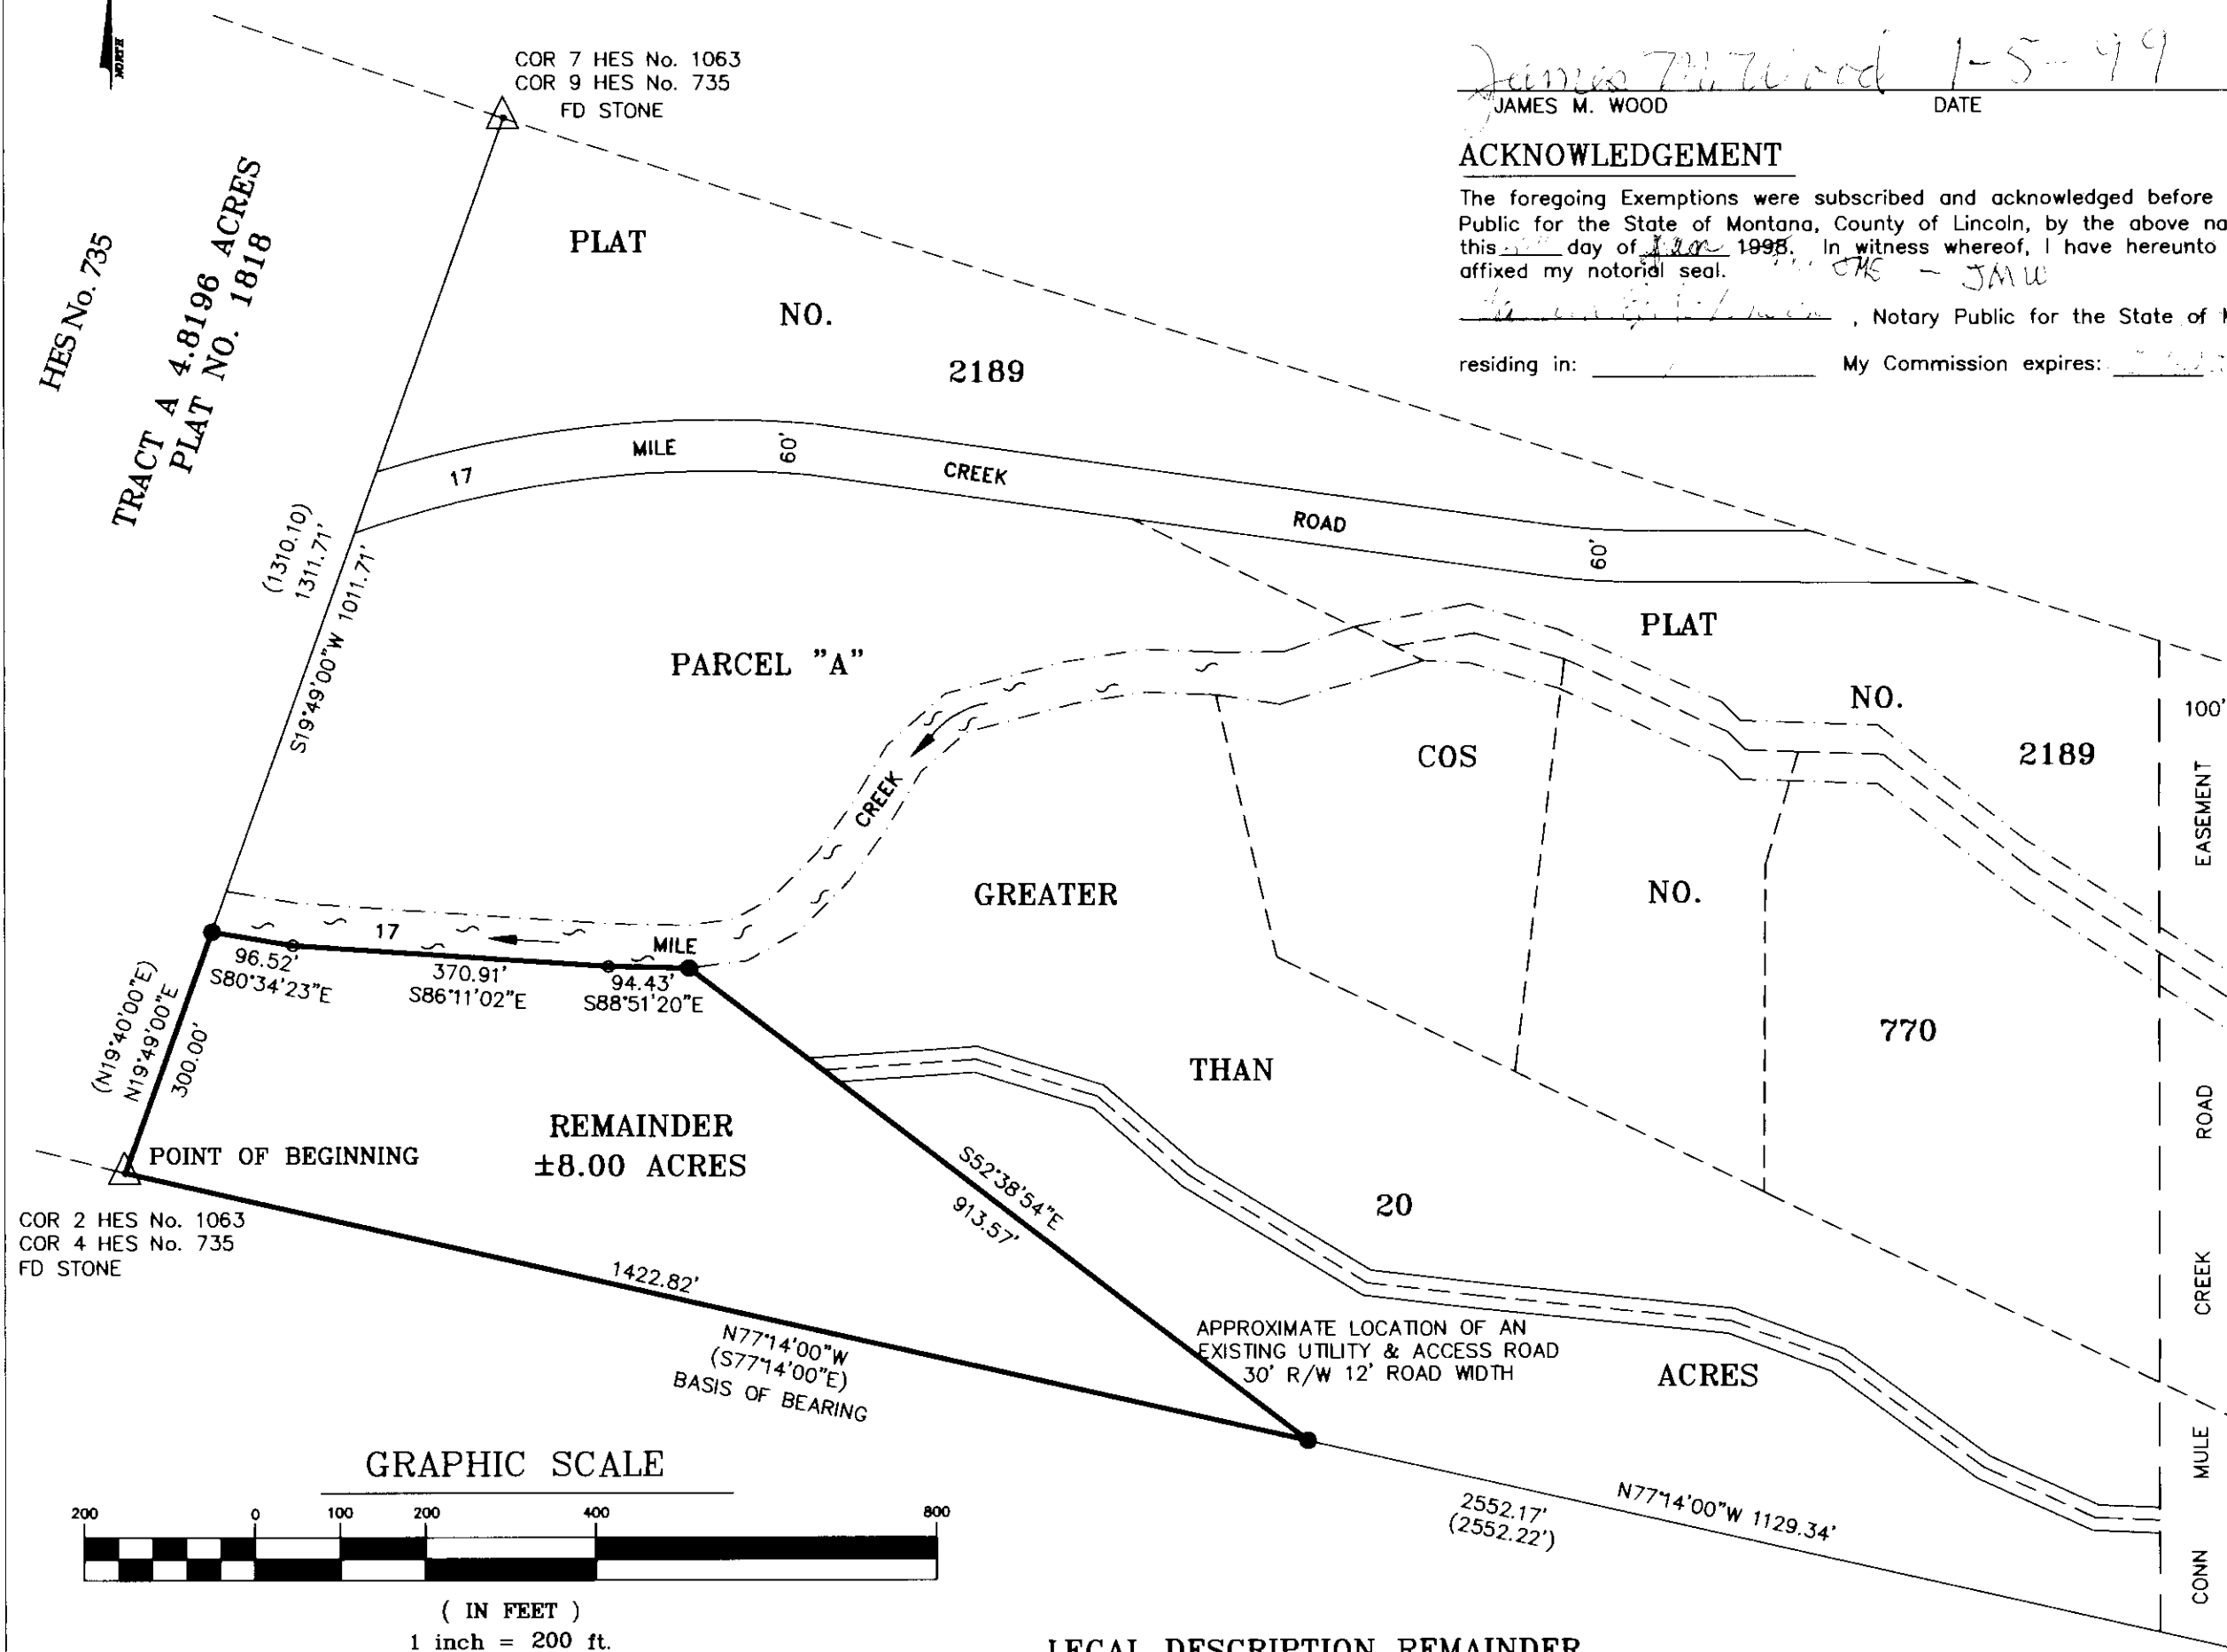 NORTH
COR 7 HES No. 1063
COR 9 HES No. 735
FD STONE
James M. Wood 1-5-99
JAMES M. WOOD DATE
ACKNOWLEDGEMENT
The foregoing Exemptions were subscribed and acknowledged before
Public for the State of Montana, County of Lincoln, by the above na
this day of Jan 1998. In witness whereof, I have hereunto
affixed my notorial seal.
JMW
, Notary Public for the State of
residing in: My Commission expires:
HES No. 735
TRACT A 4.8196 ACRES
PLAT NO. 1818
PLAT
NO.
2189
17 MILE CREEK ROAD
60'
60'
(1310.10)
1311.71'
S19°49'00"W 1011.71'
PARCEL "A"
PLAT
NO.
2189
100'
EASEMENT
ROAD
CREEK
MULE
CONN
COS
NO.
770
CREEK
MILE
17
GREATER
THAN
20
ACRES
96.52'
S80°34'23"E
370.91'
S86°11'02"E
94.43'
S88°51'20"E
(N19°40'00"E)
N19°49'00"E
300.00'
POINT OF BEGINNING
REMAINDER
±8.00 ACRES
COR 2 HES No. 1063
COR 4 HES No. 735
FD STONE
S52°38'54"E
913.57'
1422.82'
N77°14'00"W
(S77°14'00"E)
BASIS OF BEARING
APPROXIMATE LOCATION OF AN
EXISTING UTILITY & ACCESS ROAD
30' R/W 12' ROAD WIDTH
2552.17'
(2552.22')
N77°14'00"W 1129.34'
GRAPHIC SCALE
200 0 100 200 400 800
( IN FEET )
1 inch = 200 ft.
LEGAL DESCRIPTION REMAINDER